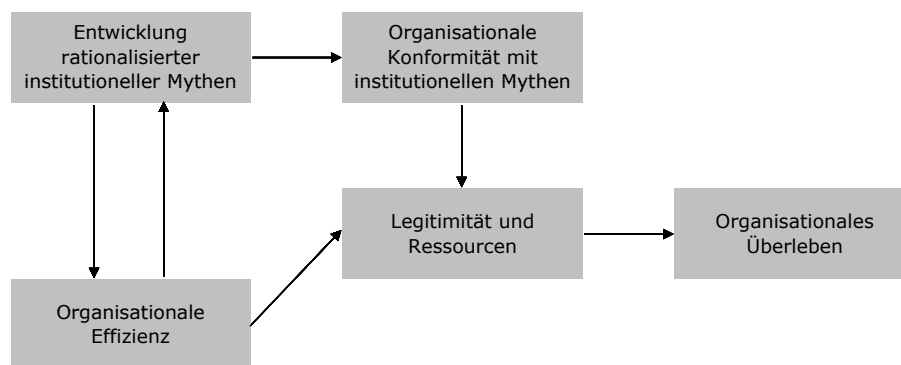 Entwicklung
rationalisierter
institutioneller Mythen
Organisationale
Konformität mit
institutionellen Mythen
Legitimität und
Ressourcen
Organisationales
Überleben
Organisationale
Effizienz